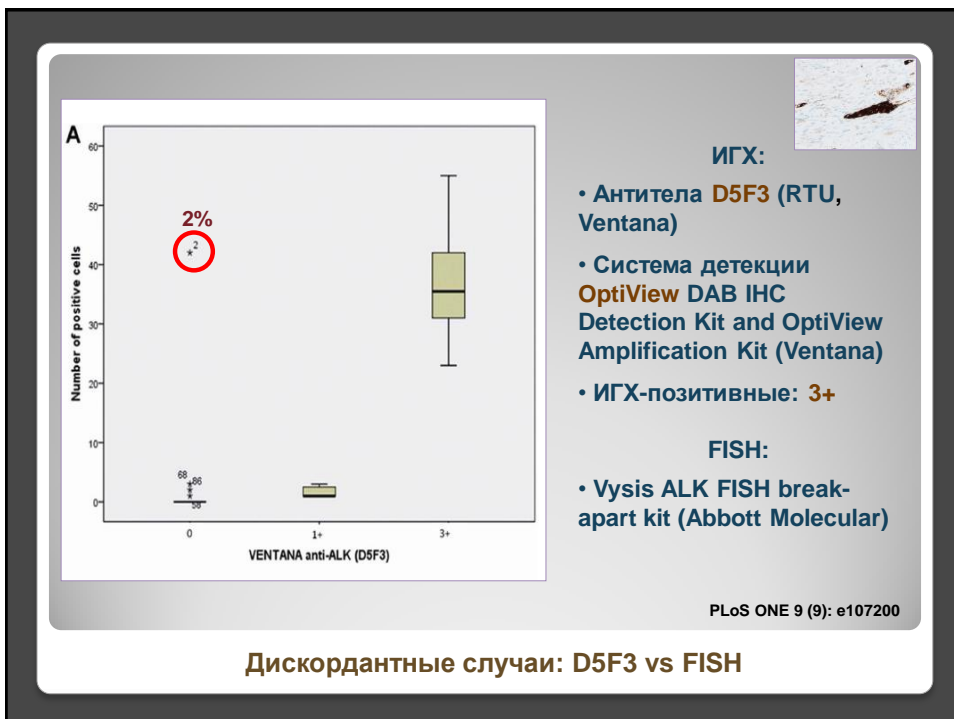 A
60
50
40
30
20
10
0
Number of positive cells
2%
2
68
86
58
0
1+
3+
VENTANA anti-ALK (D5F3)
ИГХ:
• Антитела D5F3 (RTU,
Ventana)
• Система детекции
OptiView DAB IHC
Detection Kit and OptiView
Amplification Kit (Ventana)
• ИГХ-позитивные: 3+
FISH:
• Vysis ALK FISH break-
apart kit (Abbott Molecular)
PLoS ONE 9 (9): e107200
Дискордантные случаи: D5F3 vs FISH